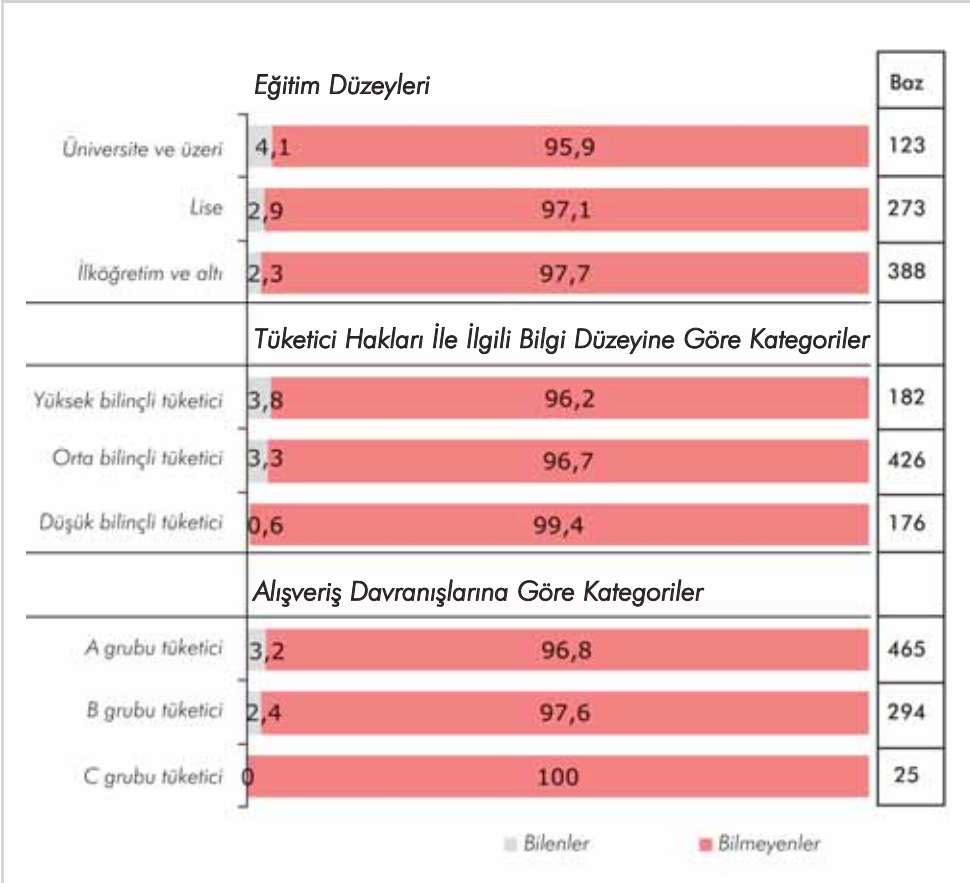 Eğitim Düzeyleri Baz
Üniversite ve üzeri 4,1 95,9 123
Lise 2,9 97,1 273
İlköğretim ve altı 2,3 97,7 388
Tüketici Hakları İle İlgili Bilgi Düzeyine Göre Kategoriler
Yüksek bilinçli tüketici 3,8 96,2 182
Orta bilinçli tüketici 3,3 96,7 426
Düşük bilinçli tüketici 0,6 99,4 176
Alışveriş Davranışlarına Göre Kategoriler
A grubu tüketici 3,2 96,8 465
B grubu tüketici 2,4 97,6 294
C grubu tüketici 0 100 25
Bilenler Bilmeyenler